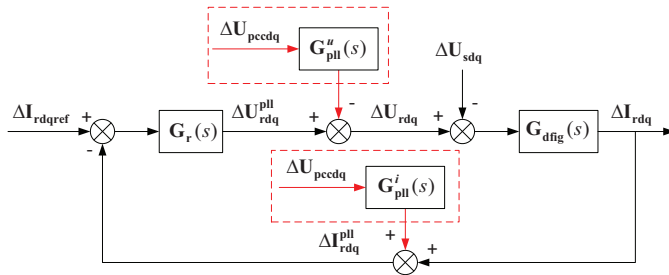 ΔU_pccdq
G^u_pll(s)
ΔU_sdq
-
-
ΔI_rdqref
+
-
G_r(s)
ΔU^pll_rdq
+
ΔU_rdq
+
G_dfig(s)
ΔI_rdq
ΔU_pccdq
G^i_pll(s)
ΔI^pll_rdq
+
+